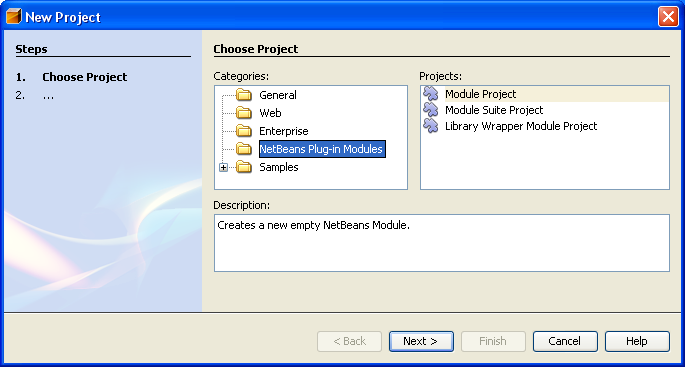 New Project
Steps
1. Choose Project
2. ...
Choose Project
Categories:
General
Web
Enterprise
NetBeans Plug-in Modules
Samples
Projects:
Module Project
Module Suite Project
Library Wrapper Module Project
Description:
Creates a new empty NetBeans Module.
< Back Next > Finish Cancel Help